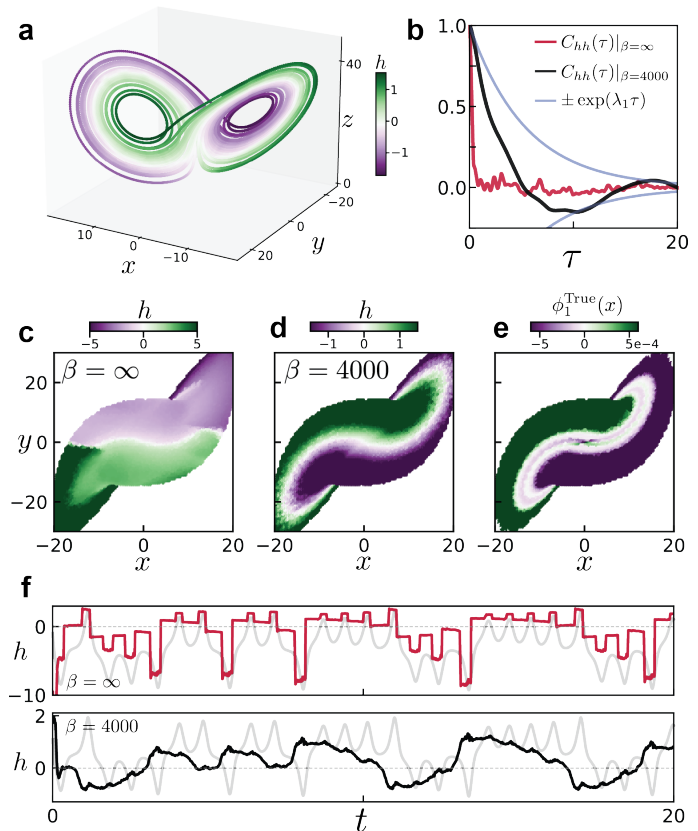 a
h
1
0
−1
40
z
0
−20
0
20
y
10
0
−10
x
b
1.0
0.5
0.0
C_{hh}(τ)|_{β=∞}
C_{hh}(τ)|_{β=4000}
± exp(λ_1τ)
0
20
τ
c
h
−5 0 5
β = ∞
20
y 0
−20
−20 0 20
x
d
h
−1 0 1
β = 4000
−20 0 20
x
e
ϕ_1^{True}(x)
−5 0 5e-4
−20 0 20
x
f
0
h
−10
β = ∞
2
β = 4000
h
0
0 20
t